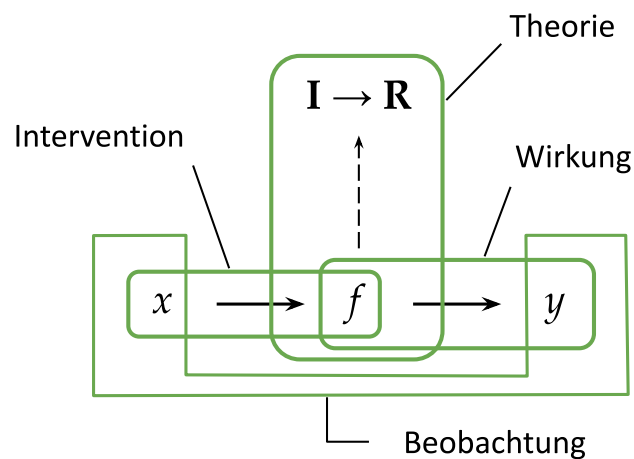 Theorie
I → R
Intervention
Wirkung
x → f → y
Beobachtung